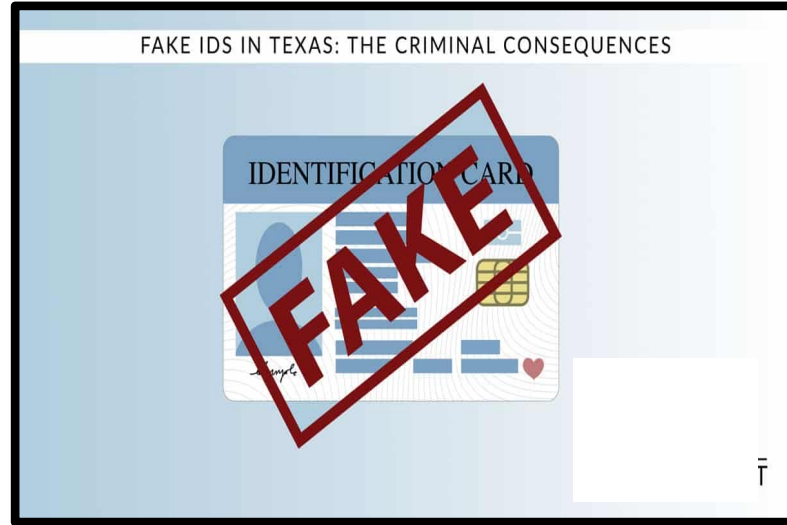 FAKE IDS IN TEXAS: THE CRIMINAL CONSEQUENCES
IDENTIFICATION CARD
FAKE
T